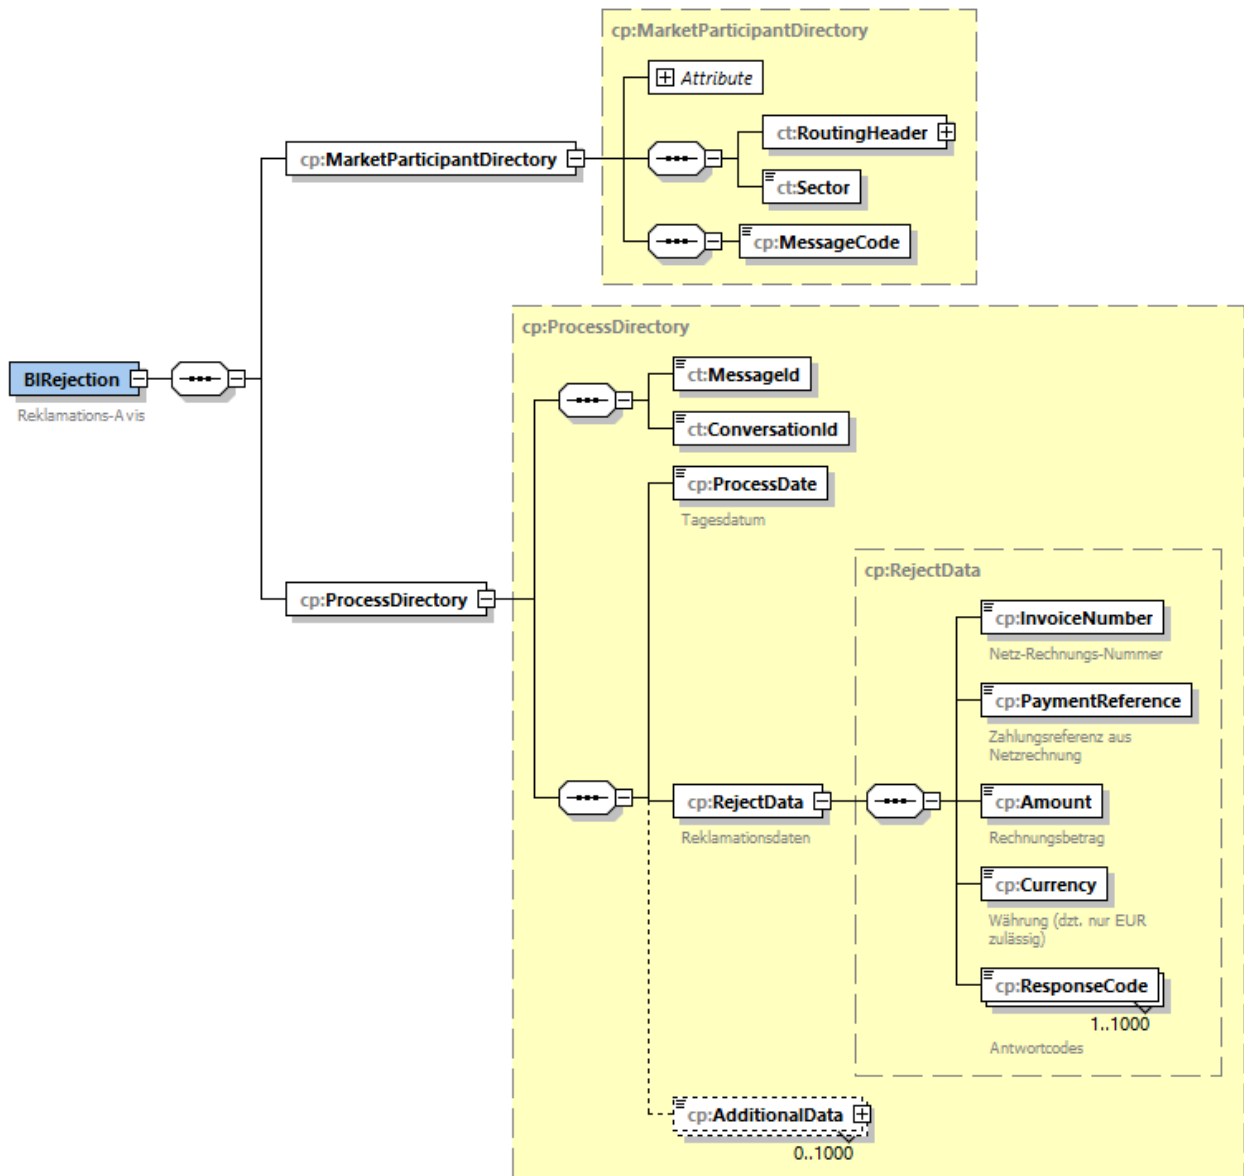 cp:MarketParticipantDirectory
Attribute
ct:RoutingHeader
cp:MarketParticipantDirectory
ct:Sector
cp:MessageCode
cp:ProcessDirectory
ct:MessageId
BIRejection
Reklamations-Avis
ct:ConversationId
cp:ProcessDate
Tagesdatum
cp:RejectData
cp:ProcessDirectory
cp:InvoiceNumber
Netz-Rechnungs-Nummer
cp:PaymentReference
Zahlungsreferenz aus
Netzrechnung
cp:RejectData
Reklamationsdaten
cp:Amount
Rechnungsbetrag
cp:Currency
Währung (dzt. nur EUR
zulässig)
cp:ResponseCode
1..1000
Antwortcodes
cp:AdditionalData
0..1000